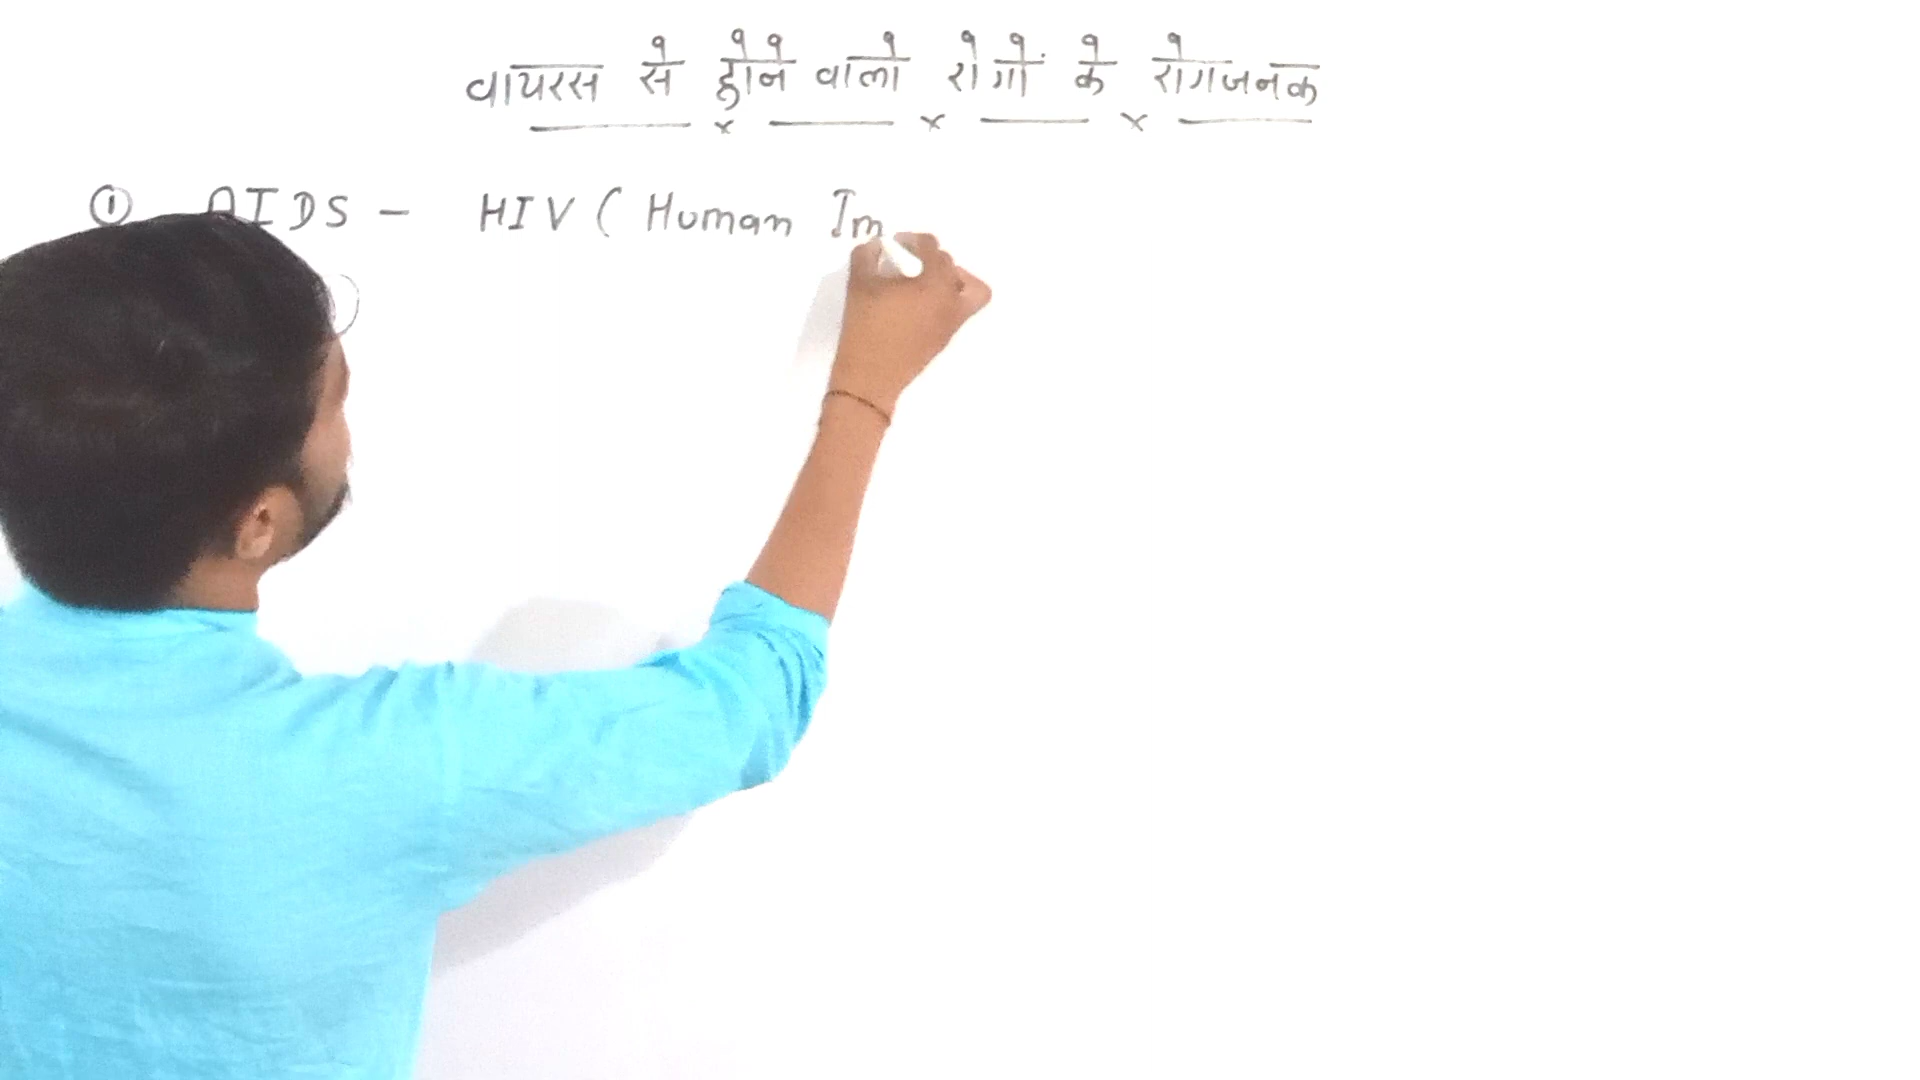 वायरस से होने वालो रोगों के रोगजनक
① AIDS - HIV ( Human Im